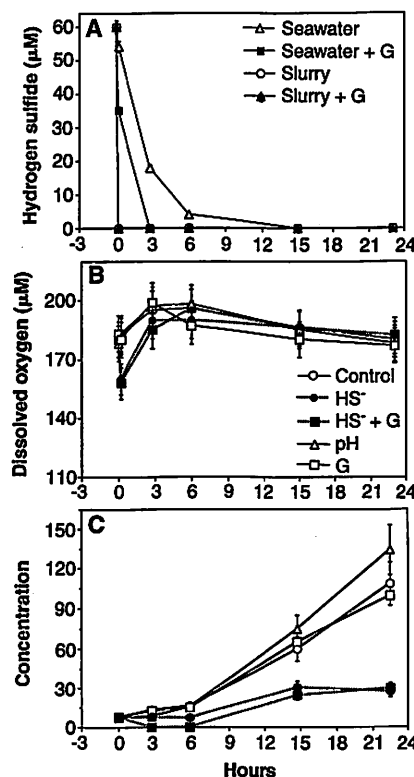 A
Hydrogen sulfide (µM)
60
50
40
30
20
10
0
Seawater
Seawater + G
Slurry
Slurry + G
-3 0 3 6 9 12 15 18 21 24
B
Dissolved oxygen (µM)
200
170
140
110
Control
HS-
HS- + G
pH
G
-3 0 3 6 9 12 15 18 21 24
C
Concentration
150
120
90
60
30
0
-3 0 3 6 9 12 15 18 21 24
Hours